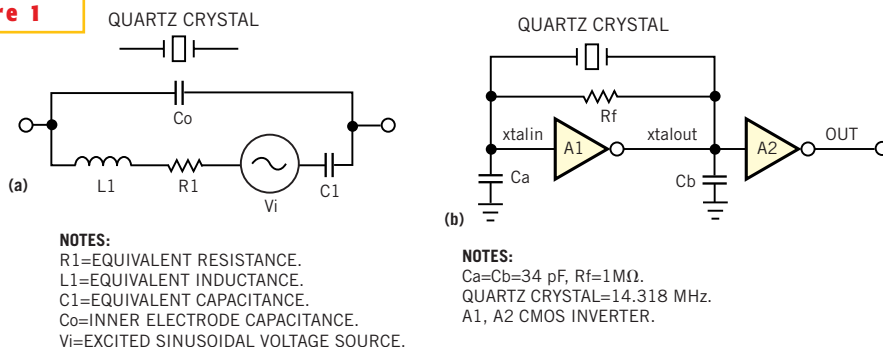 re 1
QUARTZ CRYSTAL
Co
L1
R1
Vi
C1
(a)
NOTES:
R1=EQUIVALENT RESISTANCE.
L1=EQUIVALENT INDUCTANCE.
C1=EQUIVALENT CAPACITANCE.
Co=INNER ELECTRODE CAPACITANCE.
Vi=EXCITED SINUSOIDAL VOLTAGE SOURCE.
QUARTZ CRYSTAL
Rf
xtalin
A1
xtalout
A2
OUT
Ca
Cb
(b)
NOTES:
Ca=Cb=34 pF, Rf=1MΩ.
QUARTZ CRYSTAL=14.318 MHz.
A1, A2 CMOS INVERTER.